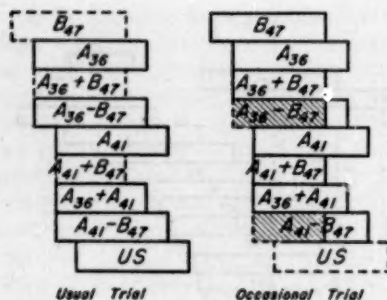 B47
A36
A36+B47
A36-B47
A41
A41+B47
A36+A41
A41-B47
US
Usual Trial
B47
A36
A36+B47
A36-B47
A41
A41+B47
A36+A41
A41-B47
US
Occasional Trial